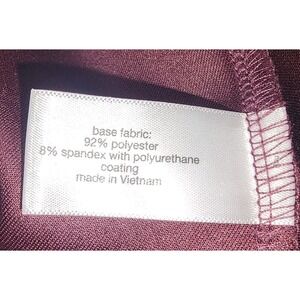 base fabric:
92% polyester
8% spandex with polyurethane
coating
made in Vietnam